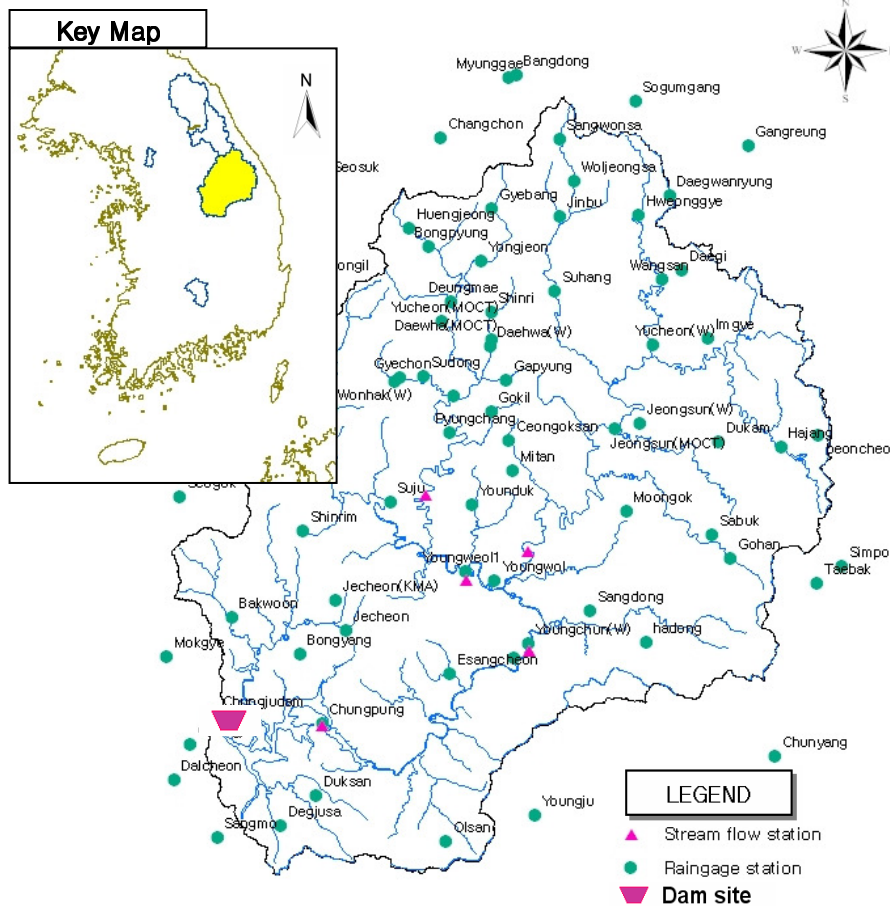 Key Map
N
N
W
E
S
Myunggae
Bangdong
Sogumgang
Changchon
Sangwonsa
Gangreung
Seosuk
Woljeongsa
Daegwanryung
Gyebang
Jinbu
Hweonggye
Huengjeong
Bongpyung
Yongjeon
Daegi
Wangsan
ongil
Suhang
Deungmae
Shinri
Yucheon(MOCT)
Daewha(MOCT)
Daehwa(W)
Yucheon(W)
Imgye
Gyechon
Sudong
Gapyung
Wonhak(W)
Gokil
Pyungchang
Ceongoksan
Jeongsun(W)
Jeongsun(MOCT)
Dukam
Hajang
eoncheo
Mitan
Suju
Younduk
Moongok
Shinrim
Sabuk
Gohan
Simpo
Taebak
Youngweol1
Youngwol
Jecheon(KMA)
Bakwoon
Jecheon
Sangdong
Youngchun(W)
hadong
Mokgye
Bongyang
Esangcheon
Chungjudam
Chungpung
Chunyang
Dalcheon
Duksan
Youngju
Degjusa
Sangmo
Olsan
LEGEND
Stream flow station
Raingage station
Dam site